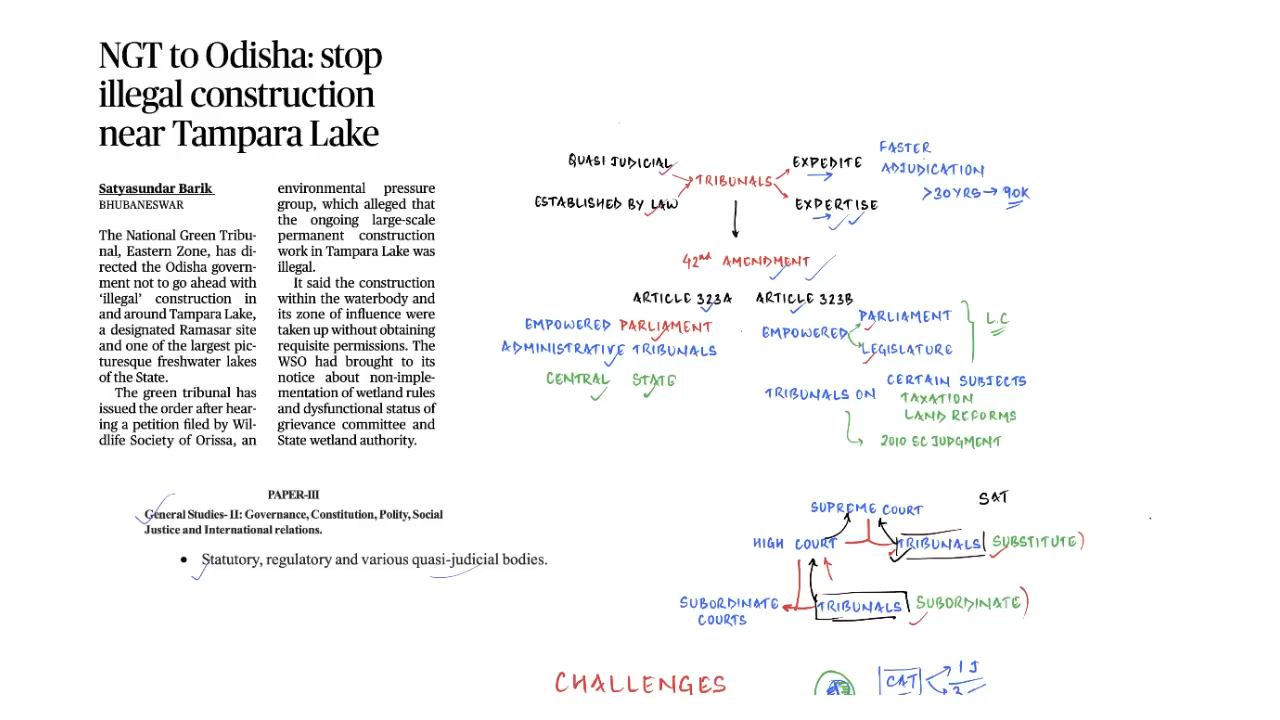 NGT to Odisha: stop
illegal construction
near Tampara Lake
Satyasundar Barik
BHUBANESWAR
The National Green Tribu-
nal, Eastern Zone, has di-
rected the Odisha govern-
ment not to go ahead with
‘illegal’ construction in
and around Tampara Lake,
a designated Ramasar site
and one of the largest pic-
turesque freshwater lakes
of the State.
The green tribunal has
issued the order after hear-
ing a petition filed by Wil-
dlife Society of Orissa, an
environmental pressure
group, which alleged that
the ongoing large-scale
permanent construction
work in Tampara Lake was
illegal.
It said the construction
within the waterbody and
its zone of influence were
taken up without obtaining
requisite permissions. The
WSO had brought to its
notice about non-imple-
mentation of wetland rules
and dysfunctional status of
grievance committee and
State wetland authority.
PAPER-III
General Studies- II: Governance, Constitution, Polity, Social
Justice and International relations.
• Statutory, regulatory and various quasi-judicial bodies.
QUASI JUDICIAL
ESTABLISHED BY LAW
TRIBUNALS
EXPEDITE
EXPERTISE
FASTER
ADJUDICATION
>30YRS → 90K
42nd AMENDMENT
ARTICLE 323A
EMPOWERED PARLIAMENT
ADMINISTRATIVE TRIBUNALS
CENTRAL STATE
ARTICLE 323B
EMPOWERED
PARLIAMENT
LEGISLATURE
L.C
TRIBUNALS ON
CERTAIN SUBJECTS
TAXATION
LAND REFORMS
2010 SC JUDGMENT
SAT
SUPREME COURT
HIGH COURT
TRIBUNALS (SUBSTITUTE)
SUBORDINATE
COURTS
TRIBUNALS (SUBORDINATE)
CHALLENGES
CAT
1 J